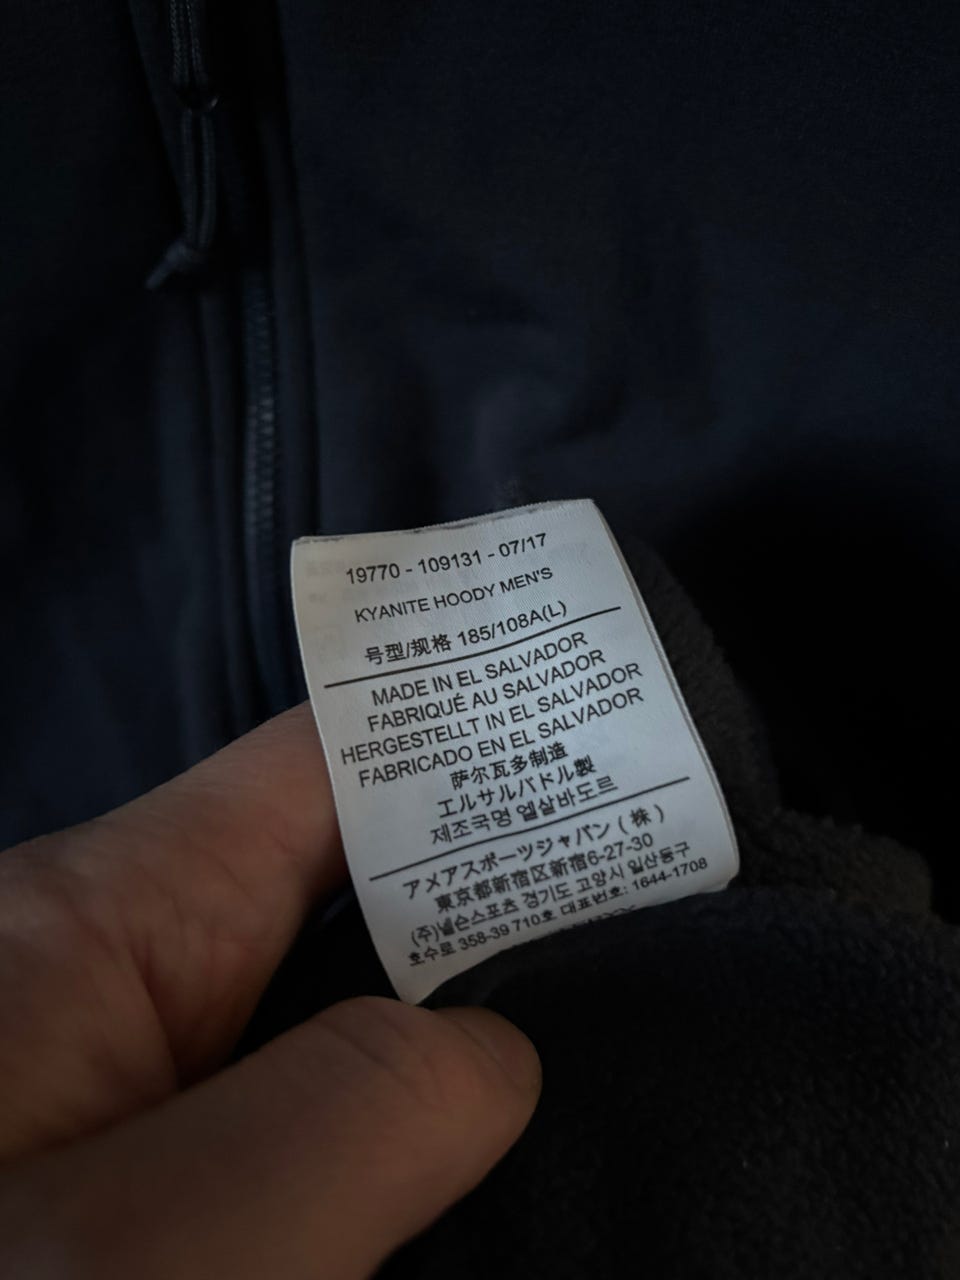 19770 - 109131 - 07/17
KYANITE HOODY MEN'S
号型/规格 185/108A(L)
MADE IN EL SALVADOR
FABRIQUÉ AU SALVADOR
HERGESTELLT IN EL SALVADOR
FABRICADO EN EL SALVADOR
萨尔瓦多制造
エルサルバドル製
제조국명 엘살바도르
アメアスポーツジャパン(株)
東京都新宿区新宿6-27-30
(주)넬슨스포츠 경기도 고양시 일산동구
호수로 358-39 710호 대표번호: 1644-1708